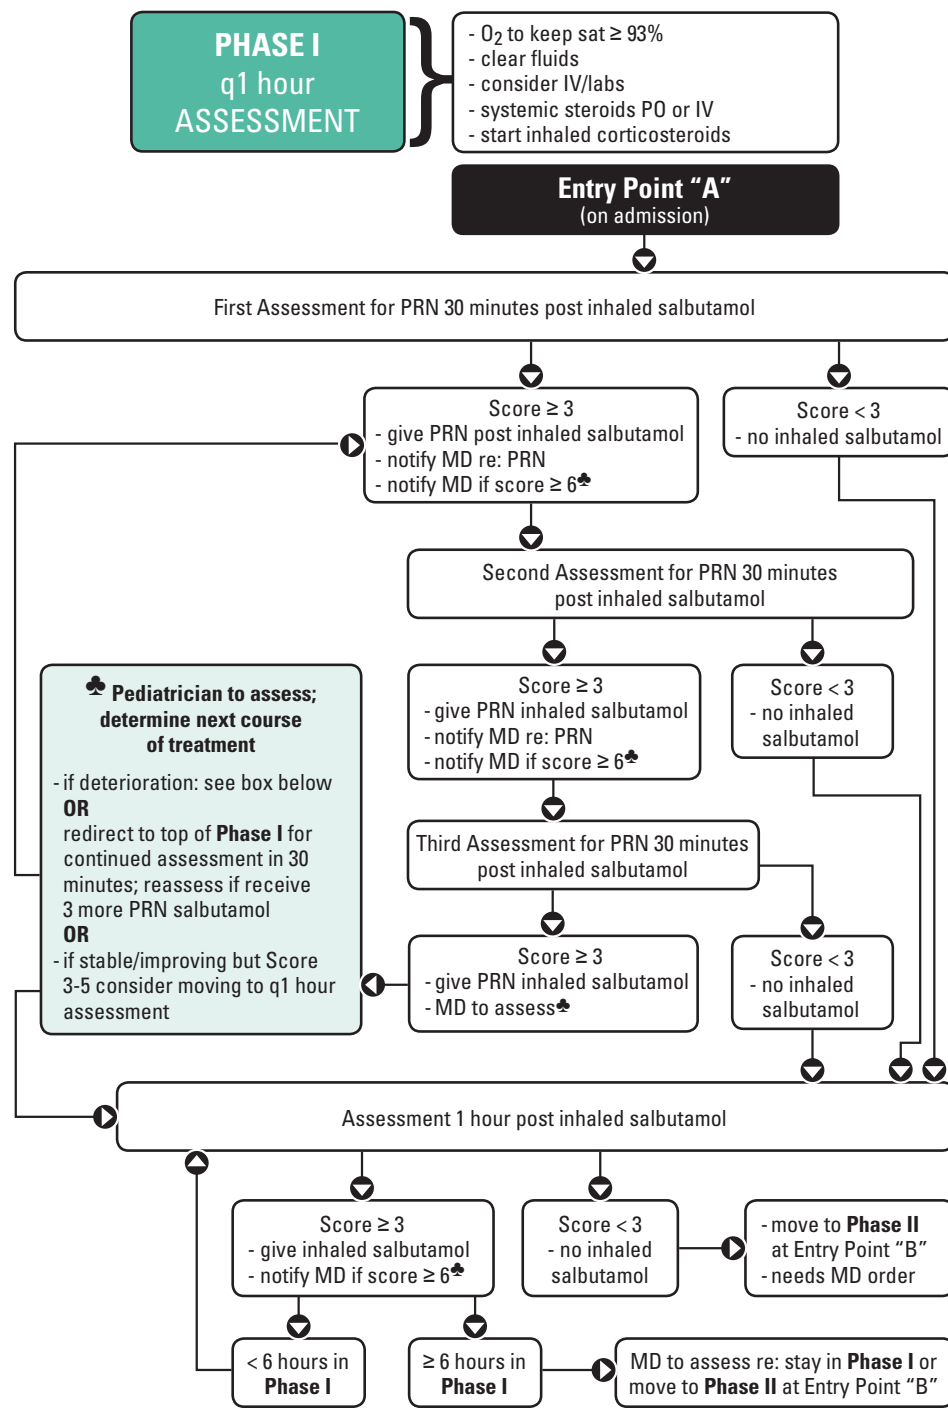 PHASE I
q1 hour
ASSESSMENT
- O2 to keep sat ≥ 93%
- clear fluids
- consider IV/labs
- systemic steroids PO or IV
- start inhaled corticosteroids
Entry Point “A”
(on admission)
First Assessment for PRN 30 minutes post inhaled salbutamol
Score ≥ 3
- give PRN post inhaled salbutamol
- notify MD re: PRN
- notify MD if score ≥ 6♣
Score < 3
- no inhaled salbutamol
Second Assessment for PRN 30 minutes
post inhaled salbutamol
Score ≥ 3
- give PRN inhaled salbutamol
- notify MD re: PRN
- notify MD if score ≥ 6♣
Score < 3
- no inhaled
salbutamol
♣ Pediatrician to assess;
determine next course
of treatment
- if deterioration: see box below
OR
redirect to top of Phase I for
continued assessment in 30
minutes; reassess if receive
3 more PRN salbutamol
OR
- if stable/improving but Score
3-5 consider moving to q1 hour
assessment
Third Assessment for PRN 30 minutes
post inhaled salbutamol
Score ≥ 3
- give PRN inhaled salbutamol
- MD to assess♣
Score < 3
- no inhaled
salbutamol
Assessment 1 hour post inhaled salbutamol
Score ≥ 3
- give inhaled salbutamol
- notify MD if score ≥ 6♣
Score < 3
- no inhaled
salbutamol
- move to Phase II
at Entry Point “B”
- needs MD order
< 6 hours in
Phase I
≥ 6 hours in
Phase I
MD to assess re: stay in Phase I or
move to Phase II at Entry Point “B”